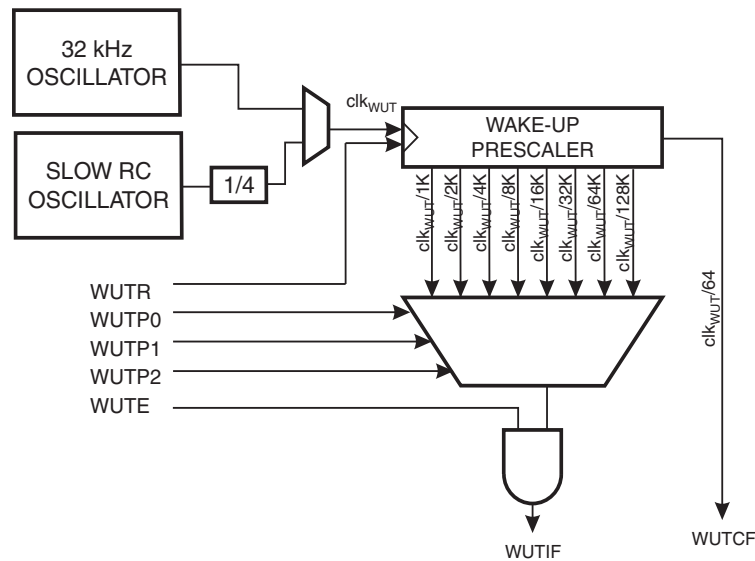 32 kHz
OSCILLATOR
SLOW RC
OSCILLATOR
1/4
clkWUT
WAKE-UP
PRESCALER
clkWUT/1K
clkWUT/2K
clkWUT/4K
clkWUT/8K
clkWUT/16K
clkWUT/32K
clkWUT/64K
clkWUT/128K
clkWUT/64
WUTR
WUTP0
WUTP1
WUTP2
WUTE
WUTIF
WUTCF